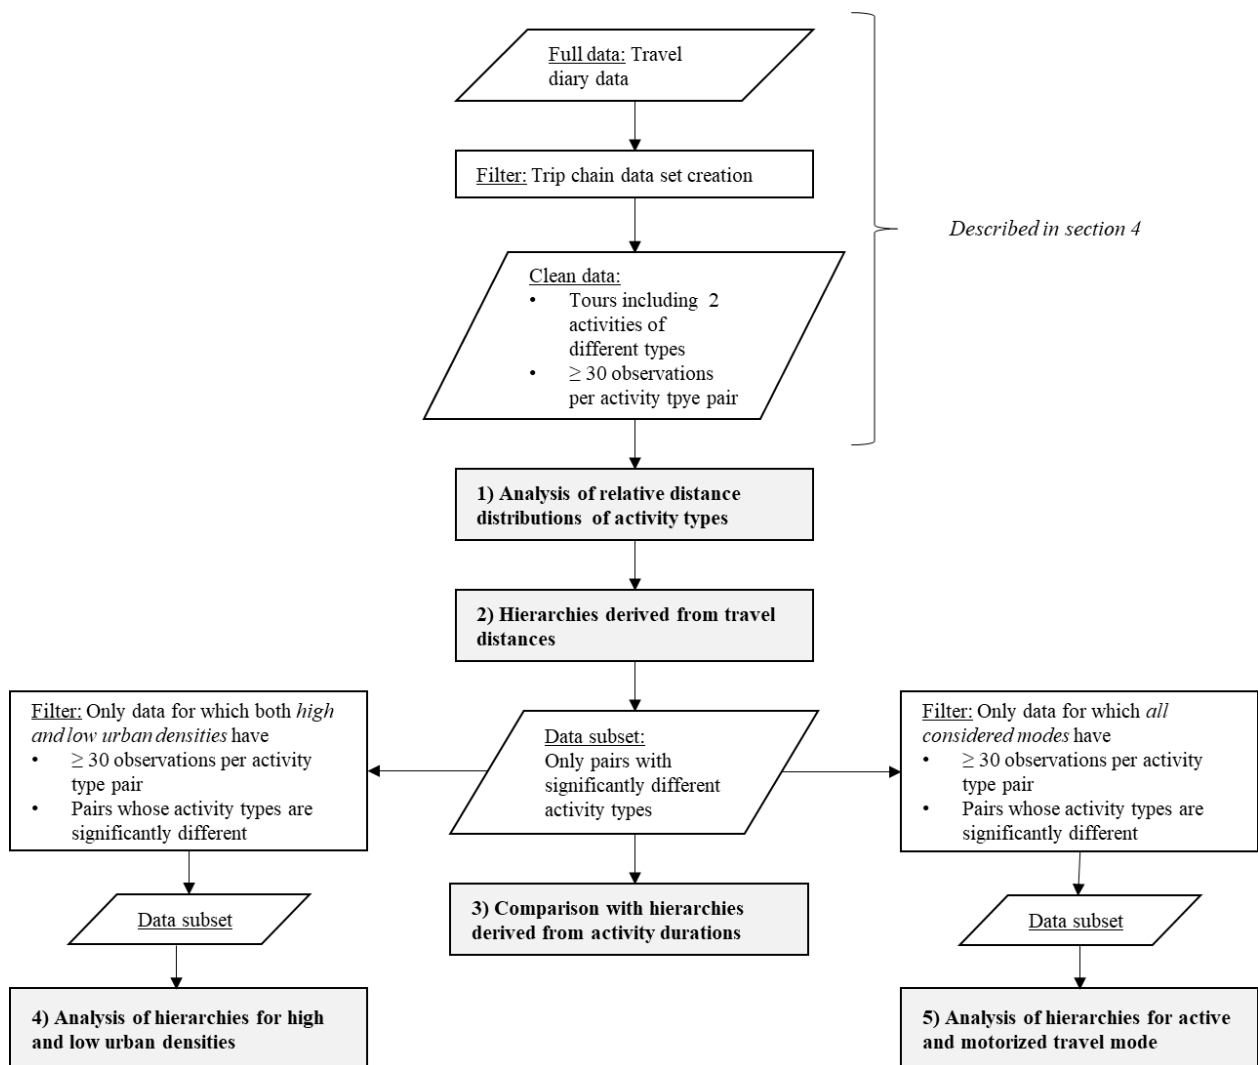 Full data: Travel
diary data
Filter: Trip chain data set creation
Described in section 4
Clean data:
• Tours including 2
activities of
different types
• ≥ 30 observations
per activity tpye pair
1) Analysis of relative distance
distributions of activity types
2) Hierarchies derived from travel
distances
Filter: Only data for which both high
and low urban densities have
• ≥ 30 observations per activity
type pair
• Pairs whose activity types are
significantly different
Data subset:
Only pairs with
significantly different
activity types
Filter: Only data for which all
considered modes have
• ≥ 30 observations per activity
type pair
• Pairs whose activity types are
significantly different
Data subset
3) Comparison with hierarchies
derived from activity durations
Data subset
4) Analysis of hierarchies for high
and low urban densities
5) Analysis of hierarchies for active
and motorized travel mode